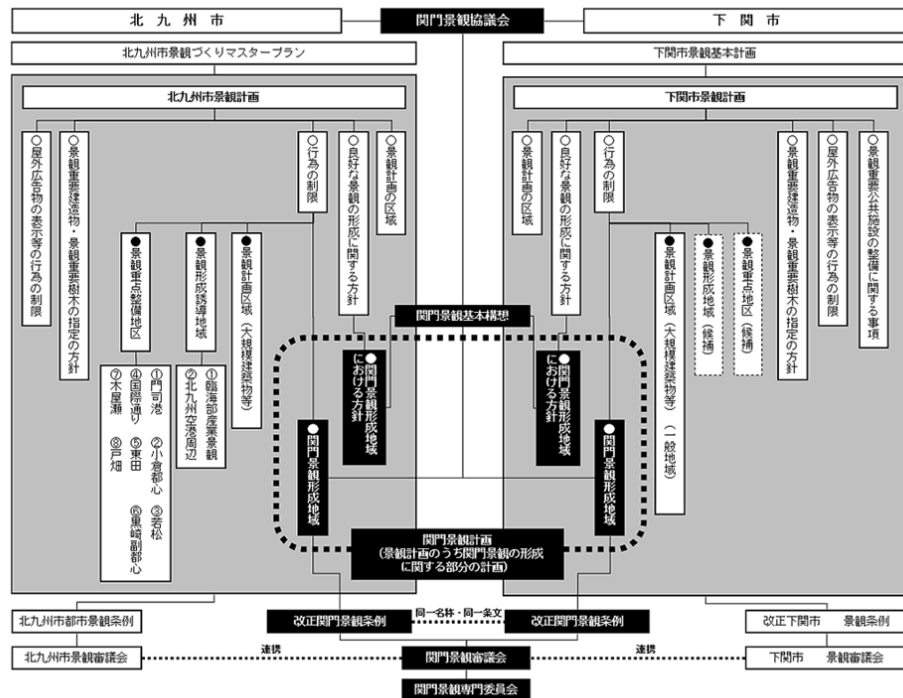 北九州市
関門景観協議会
下関市
北九州市景観づくりマスタープラン
下関市景観基本計画
北九州市景観計画
下関市景観計画
○屋外広告物の表示等の行為の制限
○景観重要建造物・景観重要樹木の指定の方針
○行為の制限
○良好な景観の形成に関する方針
○景観計画の区域
●景観重点整備地区
●景観形成誘導地域
●景観計画区域（大規模建築物等）
①門司港 ②小倉都心 ③若松
④国際通り ⑤東田 ⑥黒崎副都心
⑦木屋瀬 ⑧戸畑
①臨海部産業景観
②北九州空港周辺
○景観計画の区域
○良好な景観の形成に関する方針
○行為の制限
○景観重要建造物・景観重要樹木の指定の方針
○屋外広告物の表示等の行為の制限
○景観重要公共施設の整備に関する事項
●景観計画区域（大規模建築物等）（一般地域）
●景観形成地域（候補）
●景観重点地区（候補）
関門景観基本構想
●関門景観形成地域
における方針
●関門景観形成地域
における方針
●関門景観形成地域
●関門景観形成地域
関門景観計画
（景観計画のうち関門景観の形成
に関する部分の計画）
北九州市都市景観条例
改正関門景観条例
同一名称・同一条文
改正関門景観条例
改正下関市 景観条例
北九州市景観審議会
連携
関門景観審議会
連携
下関市 景観審議会
関門景観専門委員会